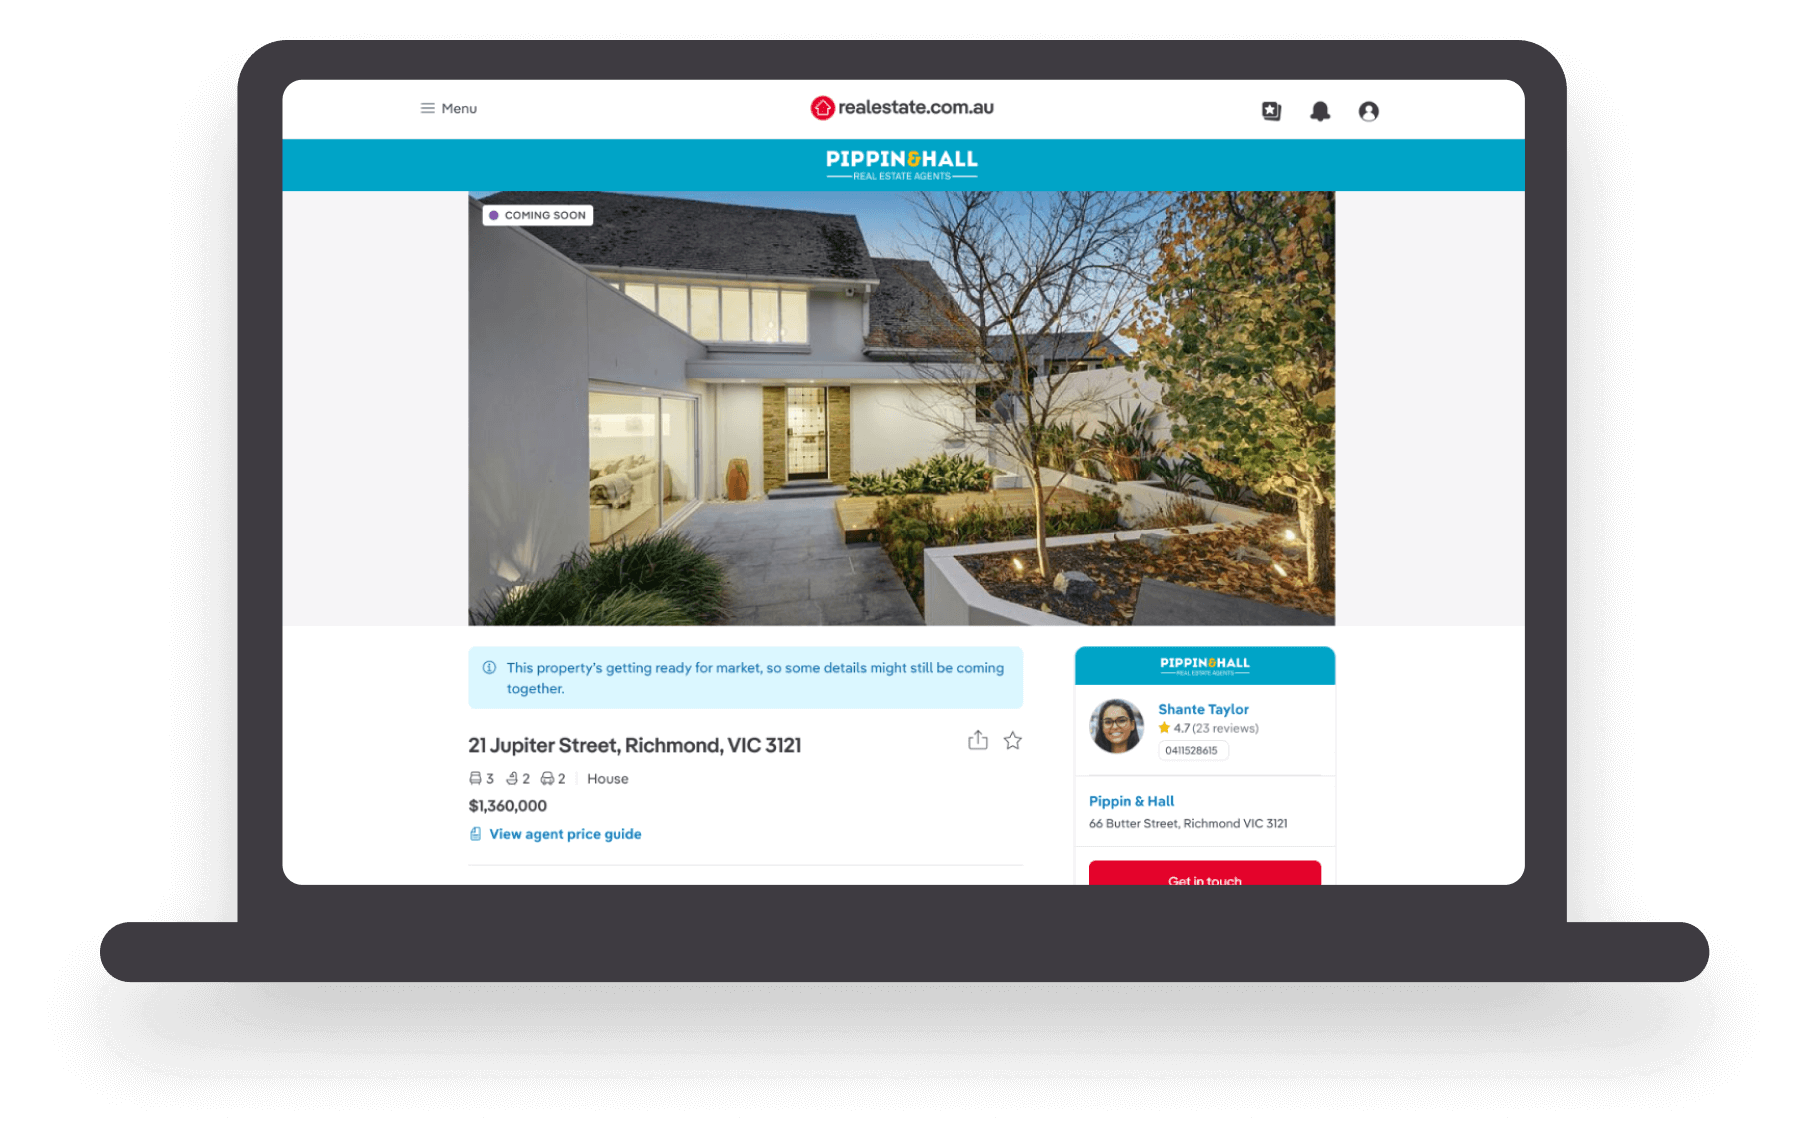 Menu
realestate.com.au
PIPPIN&HALL
REAL ESTATE AGENTS
COMING SOON
This property's getting ready for market, so some details might still be coming
together.
21 Jupiter Street, Richmond, VIC 3121
3 2 2 House
$1,360,000
View agent price guide
PIPPIN&HALL
REAL ESTATE AGENTS
Shante Taylor
4.7 (23 reviews)
0411528615
Pippin & Hall
66 Butter Street, Richmond VIC 3121
Get in touch